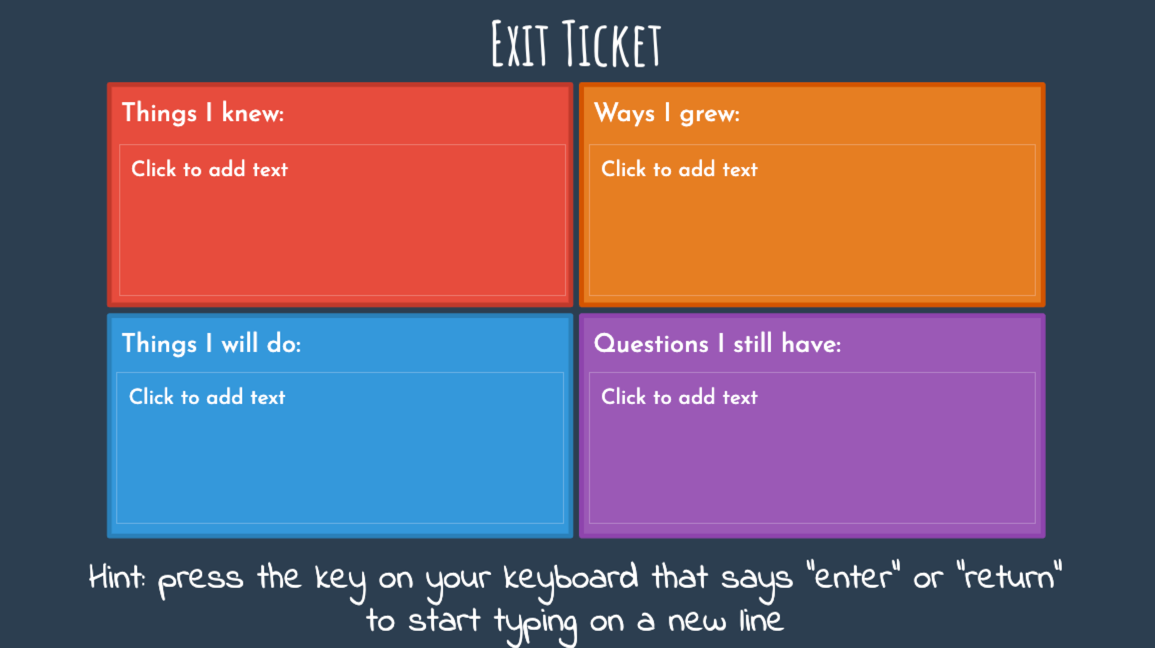 Exit Ticket
Things I knew:
Click to add text
Ways I grew:
Click to add text
Things I will do:
Click to add text
Questions I still have:
Click to add text
Hint: press the key on your keyboard that says "enter" or "return"
to start typing on a new line